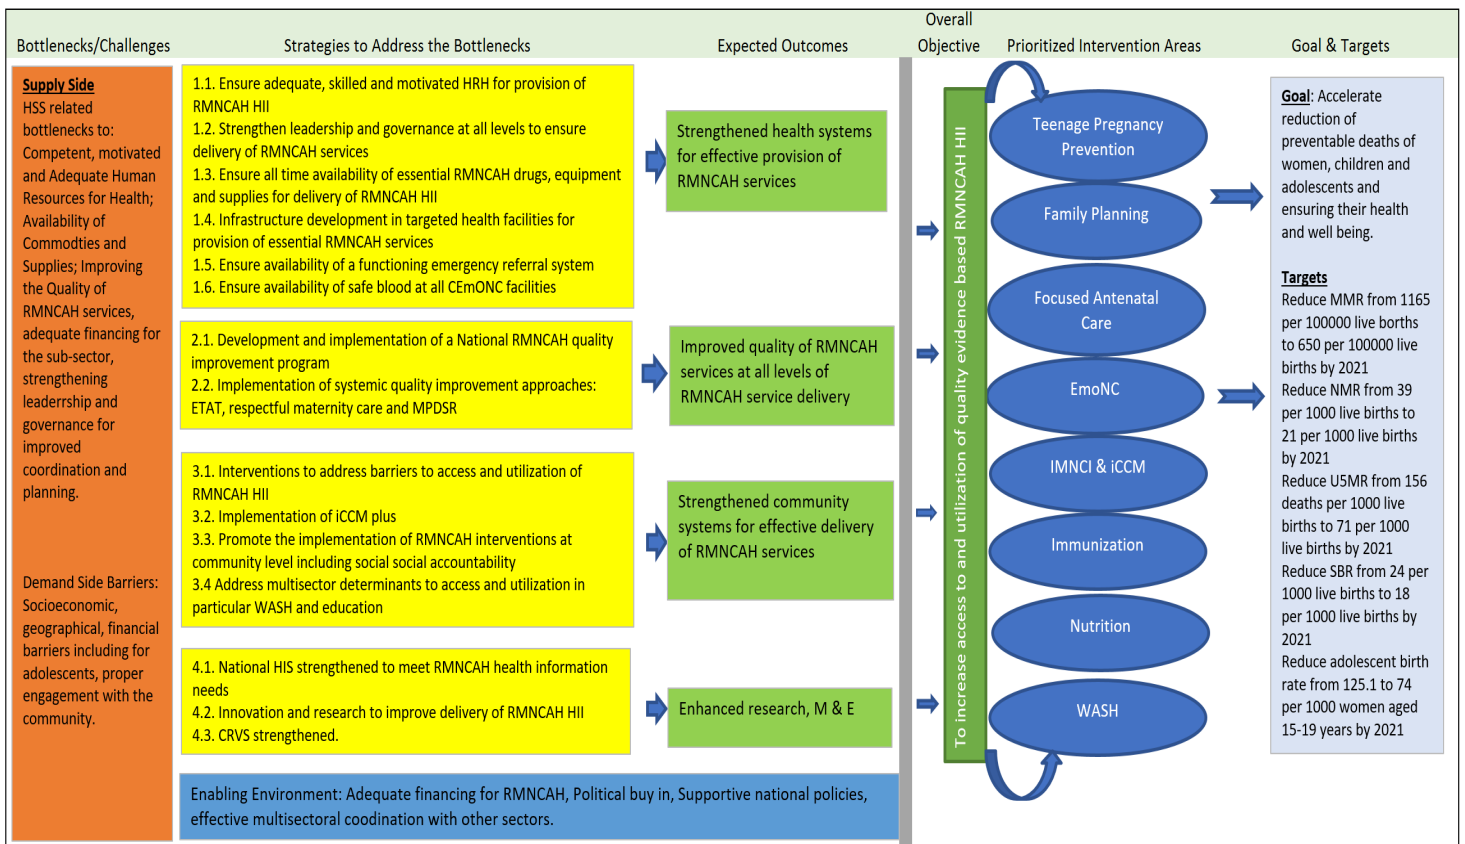 Bottlenecks/Challenges
Strategies to Address the Bottlenecks
Expected Outcomes
Overall
Objective
Prioritized Intervention Areas
Goal & Targets
Supply Side
HSS related
bottlenecks to:
Competent, motivated
and Adequate Human
Resources for Health;
Availability of
Commodties and
Supplies; Improving
the Quality of
RMNCAH services,
adequate financing for
the sub-sector,
strengthening
leaderrship and
governance for
improved
coordination and
planning.
Demand Side Barriers:
Socioeconomic,
geographical, financial
barriers including for
adolescents, proper
engagement with the
community.
1.1. Ensure adequate, skilled and motivated HRH for provision of
RMNCAH HII
1.2. Strengthen leadership and governance at all levels to ensure
delivery of RMNCAH services
1.3. Ensure all time availability of essential RMNCAH drugs, equipment
and supplies for delivery of RMNCAH HII
1.4. Infrastructure development in targeted health facilities for
provision of essential RMNCAH services
1.5. Ensure availability of a functioning emergency referral system
1.6. Ensure availability of safe blood at all CEmONC facilities
2.1. Development and implementation of a National RMNCAH quality
improvement program
2.2. Implementation of systemic quality improvement approaches:
ETAT, respectful maternity care and MPDSR
3.1. Interventions to address barriers to access and utilization of
RMNCAH HII
3.2. Implementation of iCCM plus
3.3. Promote the implementation of RMNCAH interventions at
community level including social social accountability
3.4 Address multisector determinants to access and utilization in
particular WASH and education
4.1. National HIS strengthened to meet RMNCAH health information
needs
4.2. Innovation and research to improve delivery of RMNCAH HII
4.3. CRVS strengthened.
Enabling Environment: Adequate financing for RMNCAH, Political buy in, Supportive national policies,
effective multisectoral coodination with other sectors.
Strengthened health systems
for effective provision of
RMNCAH services
Improved quality of RMNCAH
services at all levels of
RMNCAH service delivery
Strengthened community
systems for effective delivery
of RMNCAH services
Enhanced research, M & E
To increase access to and utilization of quality evidence based RMNCAH HII
Teenage Pregnancy
Prevention
Family Planning
Focused Antenatal
Care
EmoNC
IMNCI & iCCM
Immunization
Nutrition
WASH
Goal: Accelerate
reduction of
preventable deaths of
women, children and
adolescents and
ensuring their health
and well being.
Targets
Reduce MMR from 1165
per 100000 live borths
to 650 per 100000 live
births by 2021
Reduce NMR from 39
per 1000 live births to
21 per 1000 live births
by 2021
Reduce U5MR from 156
deaths per 1000 live
births to 71 per 1000
live births by 2021
Reduce SBR from 24 per
1000 live births to 18
per 1000 live births by
2021
Reduce adolescent birth
rate from 125.1 to 74
per 1000 women aged
15-19 years by 2021